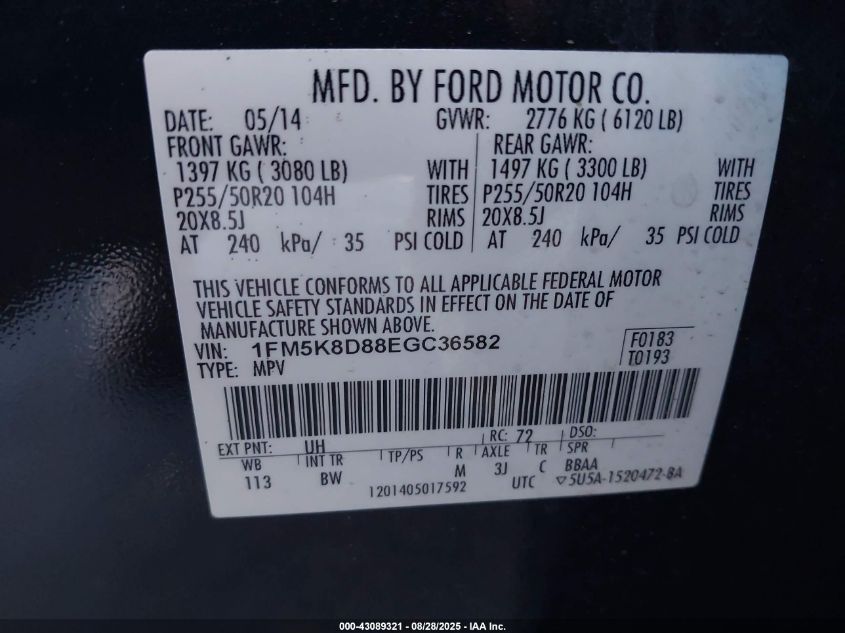 MFD. BY FORD MOTOR CO.
DATE: 05/14 GVWR: 2776 KG ( 6120 LB)
FRONT GAWR: REAR GAWR:
1397 KG ( 3080 LB) WITH 1497 KG ( 3300 LB) WITH
P255/50R20 104H TIRES P255/50R20 104H TIRES
20X8.5J RIMS 20X8.5J RIMS
AT 240 kPa/ 35 PSI COLD AT 240 kPa/ 35 PSI COLD
THIS VEHICLE CONFORMS TO ALL APPLICABLE FEDERAL MOTOR
VEHICLE SAFETY STANDARDS IN EFFECT ON THE DATE OF
MANUFACTURE SHOWN ABOVE.
VIN: 1FM5K8D88EGC36582 F0183
TYPE: MPV T0193
EXT PNT: UH RC: 72 DSO:
WB INT TR TP/PS R AXLE TR SPR
113 BW M 3J C BBAA
1201405017592 UTC ▽5U5A-1520472-BA
000-43089321 / 08/28/2025 - IAA Inc.